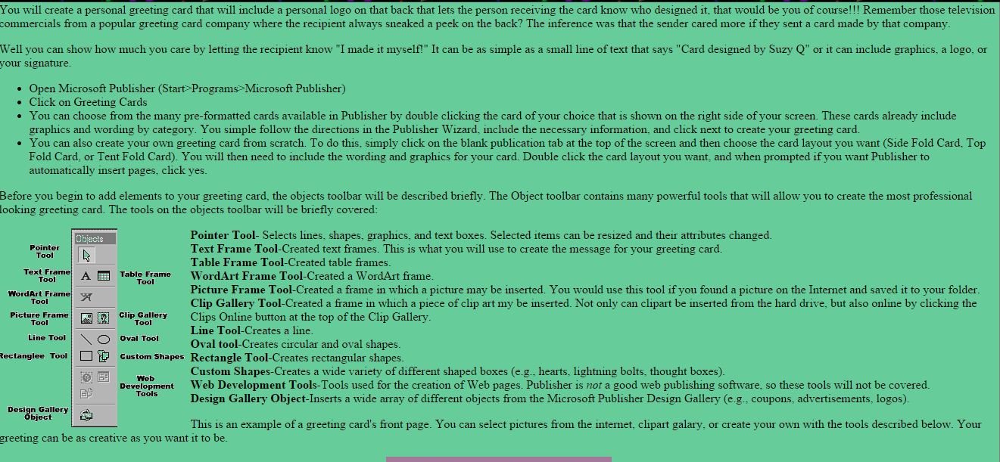 You will create a personal greeting card that will include a personal logo on that back that lets the person receiving the card know who designed it, that would be you of course!!! Remember those television
commercials from a popular greeting card company where the recipient always sneaked a peek on the back? The inference was that the sender cared more if they sent a card made by that company.
Well you can show how much you care by letting the recipient know "I made it myself!" It can be as simple as a small line of text that says "Card designed by Suzy Q" or it can include graphics, a logo, or
your signature.
• Open Microsoft Publisher (Start>Programs>Microsoft Publisher)
• Click on Greeting Cards
• You can choose from the many pre-formatted cards available in Publisher by double clicking the card of your choice that is shown on the right side of your screen. These cards already include
graphics and wording by category. You simple follow the directions in the Publisher Wizard, include the necessary information, and click next to create your greeting card.
• You can also create your own greeting card from scratch. To do this, simply click on the blank publication tab at the top of the screen and then choose the card layout you want (Side Fold Card, Top
Fold Card, or Tent Fold Card). You will then need to include the wording and graphics for your card. Double click the card layout you want, and when prompted if you want Publisher to
automatically insert pages, click yes.
Before you begin to add elements to your greeting card, the objects toolbar will be described briefly. The Object toolbar contains many powerful tools that will allow you to create the most professional
looking greeting card. The tools on the objects toolbar will be briefly covered:
Objects
Pointer
Tool
Text Frame
Tool
Table Frame
Tool
WordArt Frame
Tool
Picture Frame
Tool
Clip Gallery
Tool
Line Tool
Oval Tool
Rectanglee Tool
Custom Shapes
Web
Development
Tools
Design Gallery
Object
Pointer Tool- Selects lines, shapes, graphics, and text boxes. Selected items can be resized and their attributes changed.
Text Frame Tool-Created text frames. This is what you will use to create the message for your greeting card.
Table Frame Tool-Created table frames.
WordArt Frame Tool-Created a WordArt frame.
Picture Frame Tool-Created a frame in which a picture may be inserted. You would use this tool if you found a picture on the Internet and saved it to your folder.
Clip Gallery Tool-Created a frame in which a piece of clip art my be inserted. Not only can clipart be inserted from the hard drive, but also online by clicking the
Clips Online button at the top of the Clip Gallery.
Line Tool-Creates a line.
Oval tool-Creates circular and oval shapes.
Rectangle Tool-Creates rectangular shapes.
Custom Shapes-Creates a wide variety of different shaped boxes (e.g., hearts, lightning bolts, thought boxes).
Web Development Tools-Tools used for the creation of Web pages. Publisher is not a good web publishing software, so these tools will not be covered.
Design Gallery Object-Inserts a wide array of different objects from the Microsoft Publisher Design Gallery (e.g., coupons, advertisements, logos).
This is an example of a greeting card's front page. You can select pictures from the internet, clipart galary, or create your own with the tools described below. Your
greeting can be as creative as you want it to be.